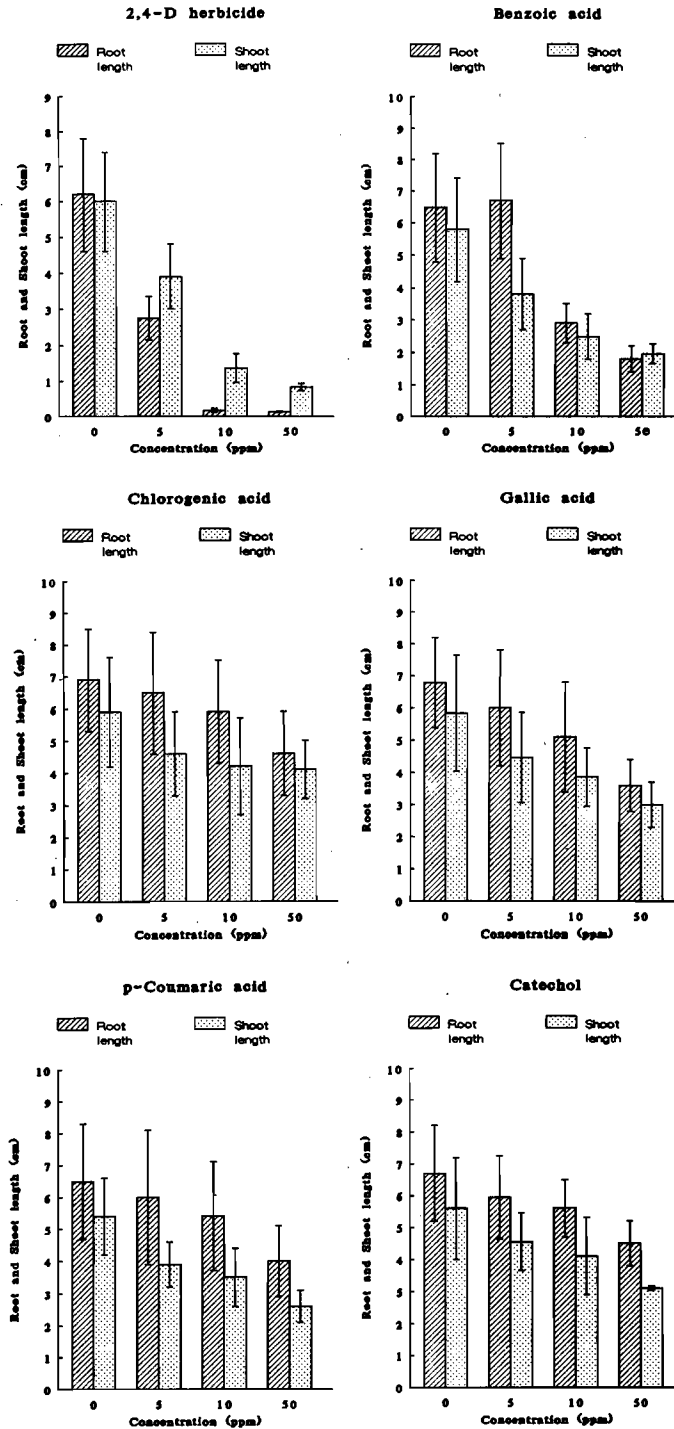 2,4-D herbicide
Root length
Shoot length
Root and Shoot length (cm)
9
8
7
6
5
4
3
2
1
0
0 5 10 50
Concentration (ppm)
Benzoic acid
Root length
Shoot length
Root and Shoot length (cm)
10
9
8
7
6
5
4
3
2
1
0
0 5 10 50
Concentration (ppm)
Chlorogenic acid
Root length
Shoot length
Root and Shoot length (cm)
10
9
8
7
6
5
4
3
2
1
0
0 5 10 50
Concentration (ppm)
Gallic acid
Root length
Shoot length
Root and Shoot length (cm)
10
9
8
7
6
5
4
3
2
1
0
0 5 10 50
Concentration (ppm)
p-Coumaric acid
Root length
Shoot length
Root and Shoot length (cm)
10
9
8
7
6
5
4
3
2
1
0
0 5 10 50
Concentration (ppm)
Catechol
Root length
Shoot length
Root and Shoot length (cm)
10
9
8
7
6
5
4
3
2
1
0
0 5 10 50
Concentration (ppm)